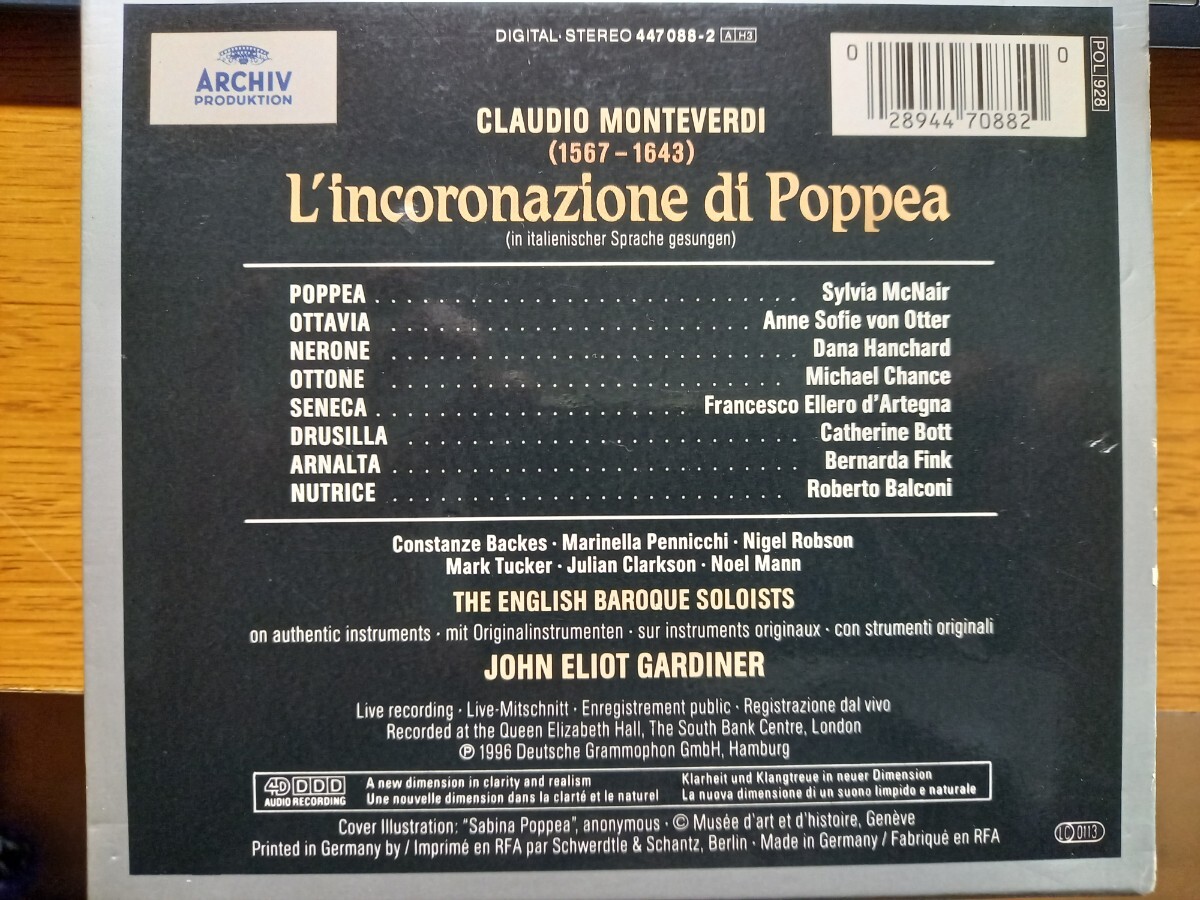 DIGITAL·STEREO 447 088-2 A H3
ARCHIV
PRODUKTION
0 28944 70882 0
POL 928
CLAUDIO MONTEVERDI
(1567–1643)
L'incoronazione di Poppea
(in italienischer Sprache gesungen)
POPPEA . . . . . . . . . . . . . . . . . . . . . . . . . . . . . Sylvia McNair
OTTAVIA . . . . . . . . . . . . . . . . . . . . . . . . . Anne Sofie von Otter
NERONE . . . . . . . . . . . . . . . . . . . . . . . . . . . . Dana Hanchard
OTTONE . . . . . . . . . . . . . . . . . . . . . . . . . . . Michael Chance
SENECA . . . . . . . . . . . . . . . . . . . . . . Francesco Ellero d'Artegna
DRUSILLA . . . . . . . . . . . . . . . . . . . . . . . . . . . Catherine Bott
ARNALTA . . . . . . . . . . . . . . . . . . . . . . . . . . . . Bernarda Fink
NUTRICE . . . . . . . . . . . . . . . . . . . . . . . . . . . Roberto Balconi
Constanze Backes · Marinella Pennicchi · Nigel Robson
Mark Tucker · Julian Clarkson · Noel Mann
THE ENGLISH BAROQUE SOLOISTS
on authentic instruments · mit Originalinstrumenten · sur instruments originaux · con strumenti originali
JOHN ELIOT GARDINER
Live recording · Live-Mitschnitt · Enregistrement public · Registrazione dal vivo
Recorded at the Queen Elizabeth Hall, The South Bank Centre, London
℗ 1996 Deutsche Grammophon GmbH, Hamburg
4D DDD
AUDIO RECORDING
A new dimension in clarity and realism
Une nouvelle dimension dans la clarté et le naturel
Klarheit und Klangtreue in neuer Dimension
La nuova dimensione di un suono limpido e naturale
Cover Illustration: "Sabina Poppea", anonymous · © Musée d'art et d'histoire, Genève
Printed in Germany by / Imprimé en RFA par Schwerdtle & Schantz, Berlin · Made in Germany / Fabriqué en RFA
LC 0113